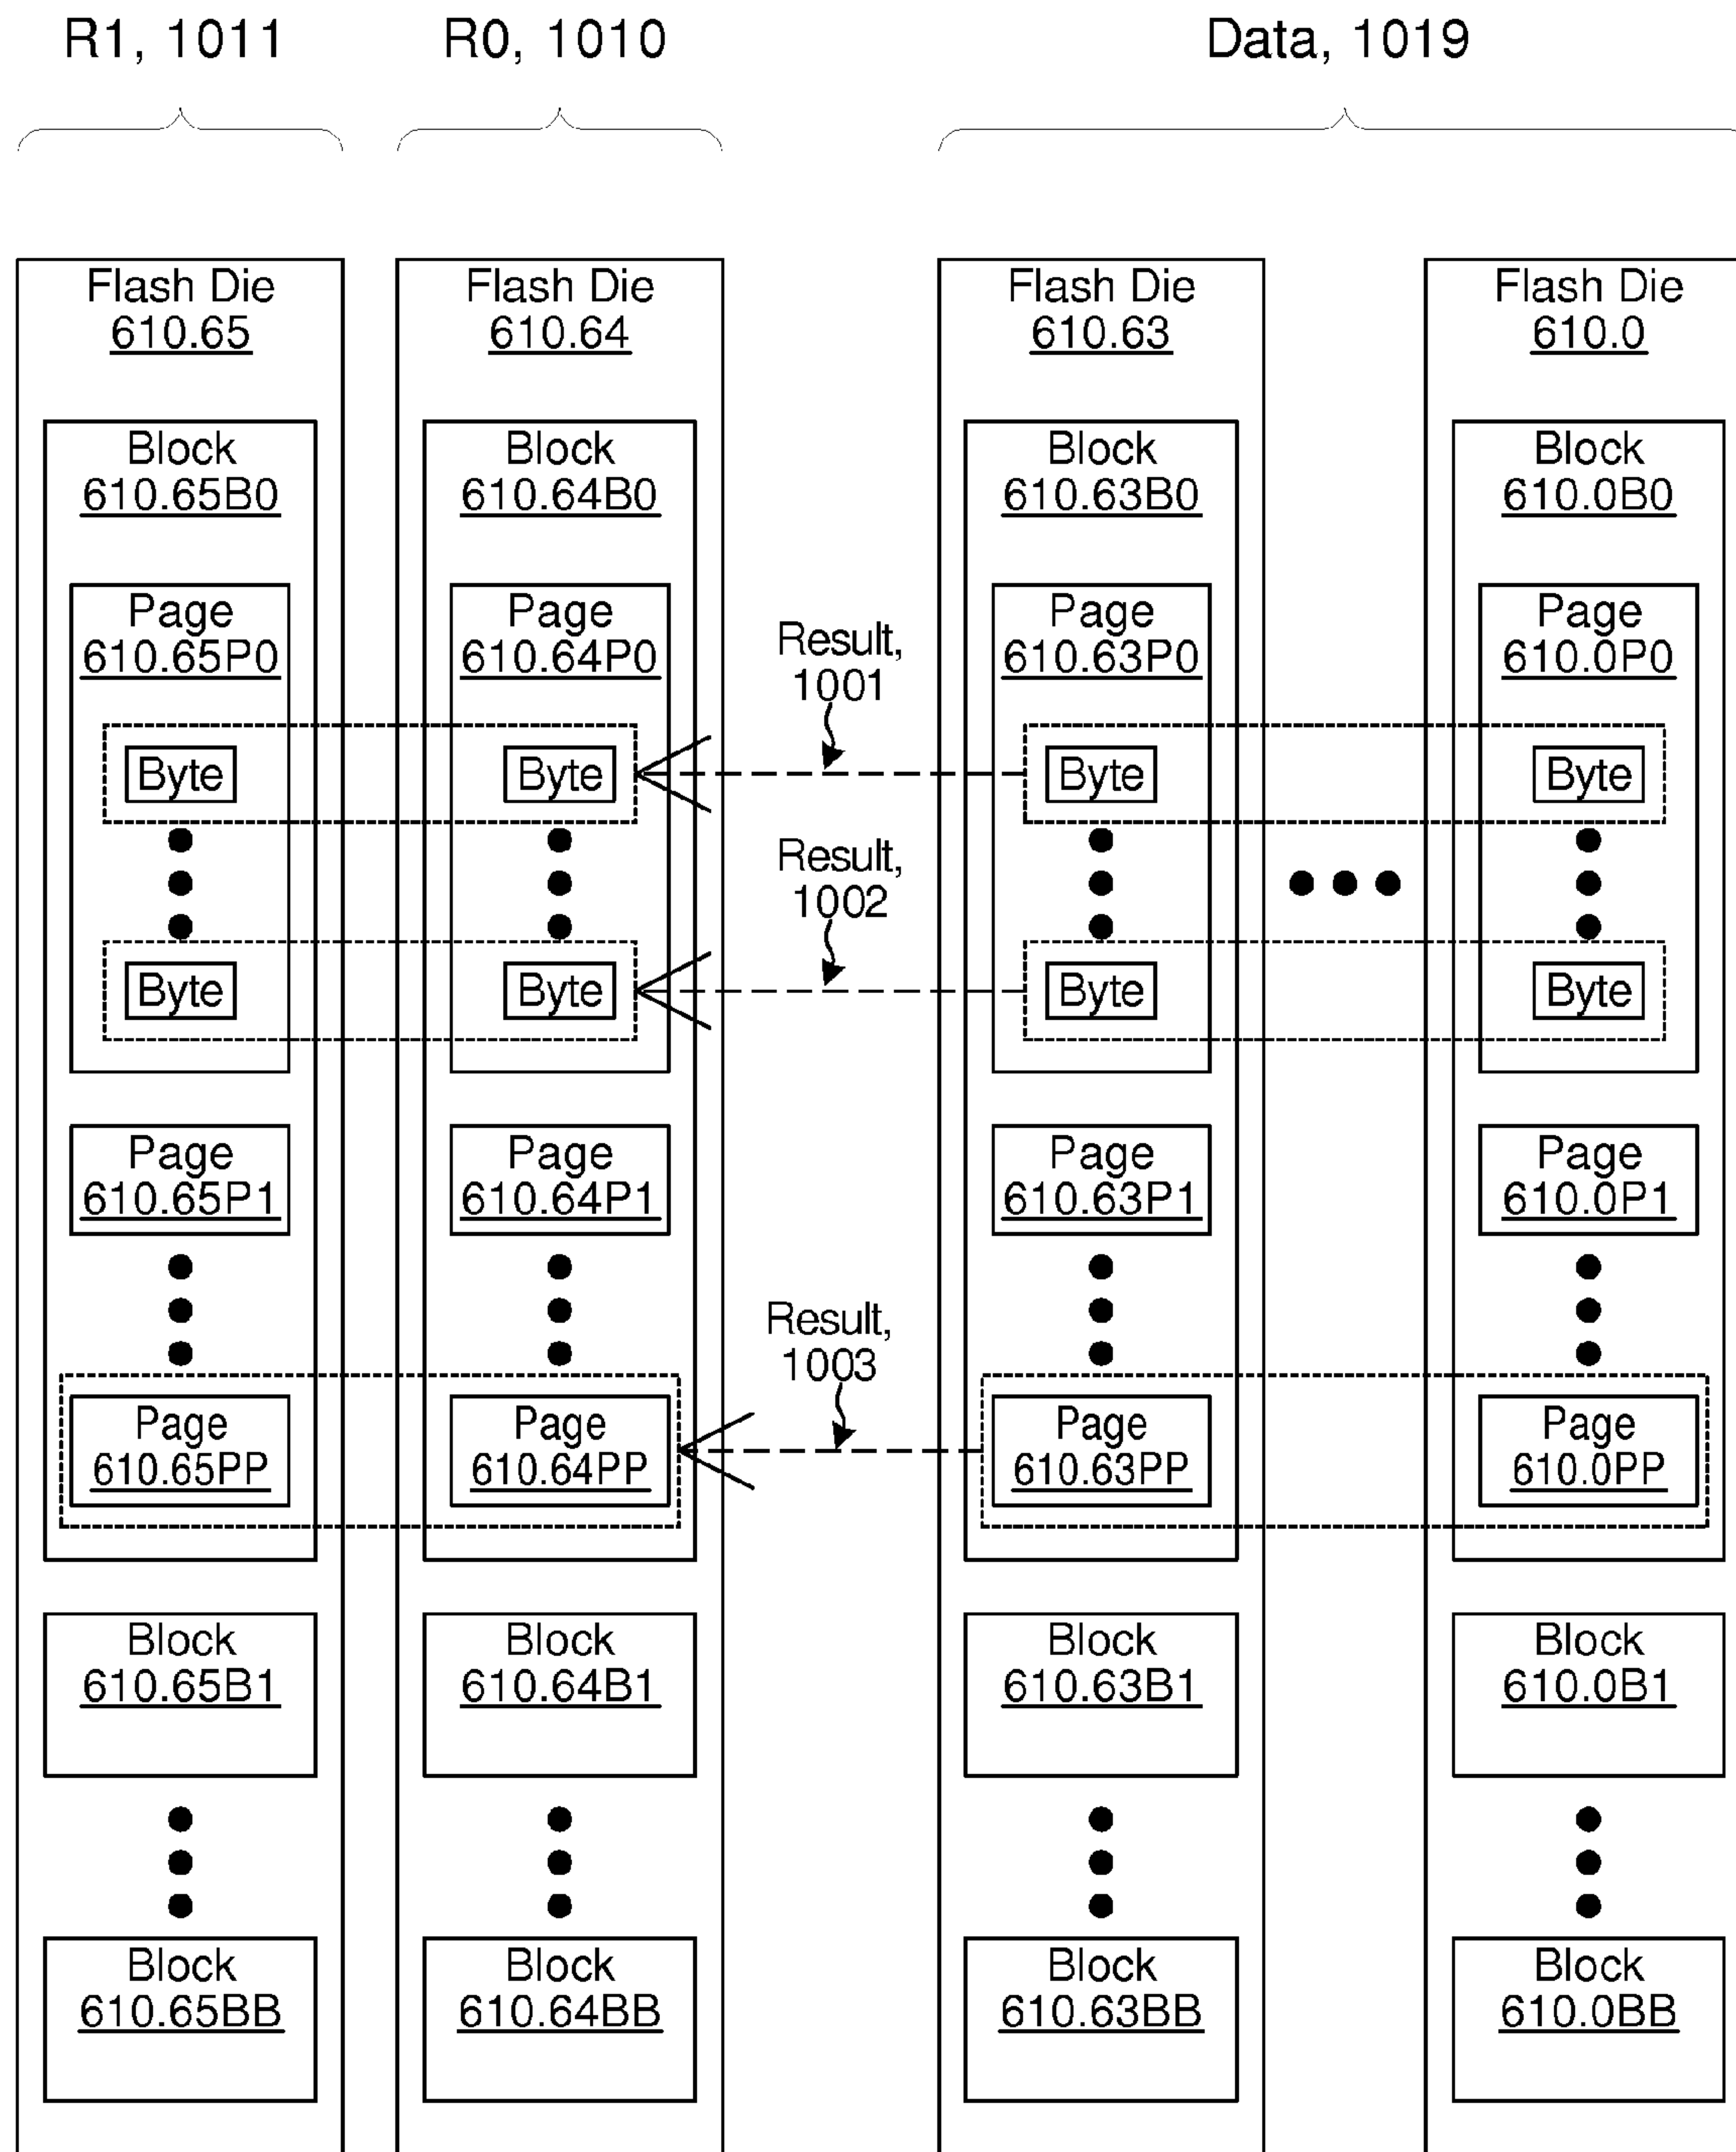 R1, 1011 R0, 1010 Data, 1019
Flash Die Flash Die Flash Die Flash Die
610.65 610.64 610.63 610.0
Block Block Block Block
610.65B0 610.64B0 610.63B0 610.0B0
Page Page Page Page
610.65P0 610.64P0 610.63P0 610.0P0
Result,
1001
Byte Byte Byte Byte
Result,
1002
Byte Byte Byte Byte
Page Page Page Page
610.65P1 610.64P1 610.63P1 610.0P1
Result,
1003
Page Page Page Page
610.65PP 610.64PP 610.63PP 610.0PP
Block Block Block Block
610.65B1 610.64B1 610.63B1 610.0B1
Block Block Block Block
610.65BB 610.64BB 610.63BB 610.0BB